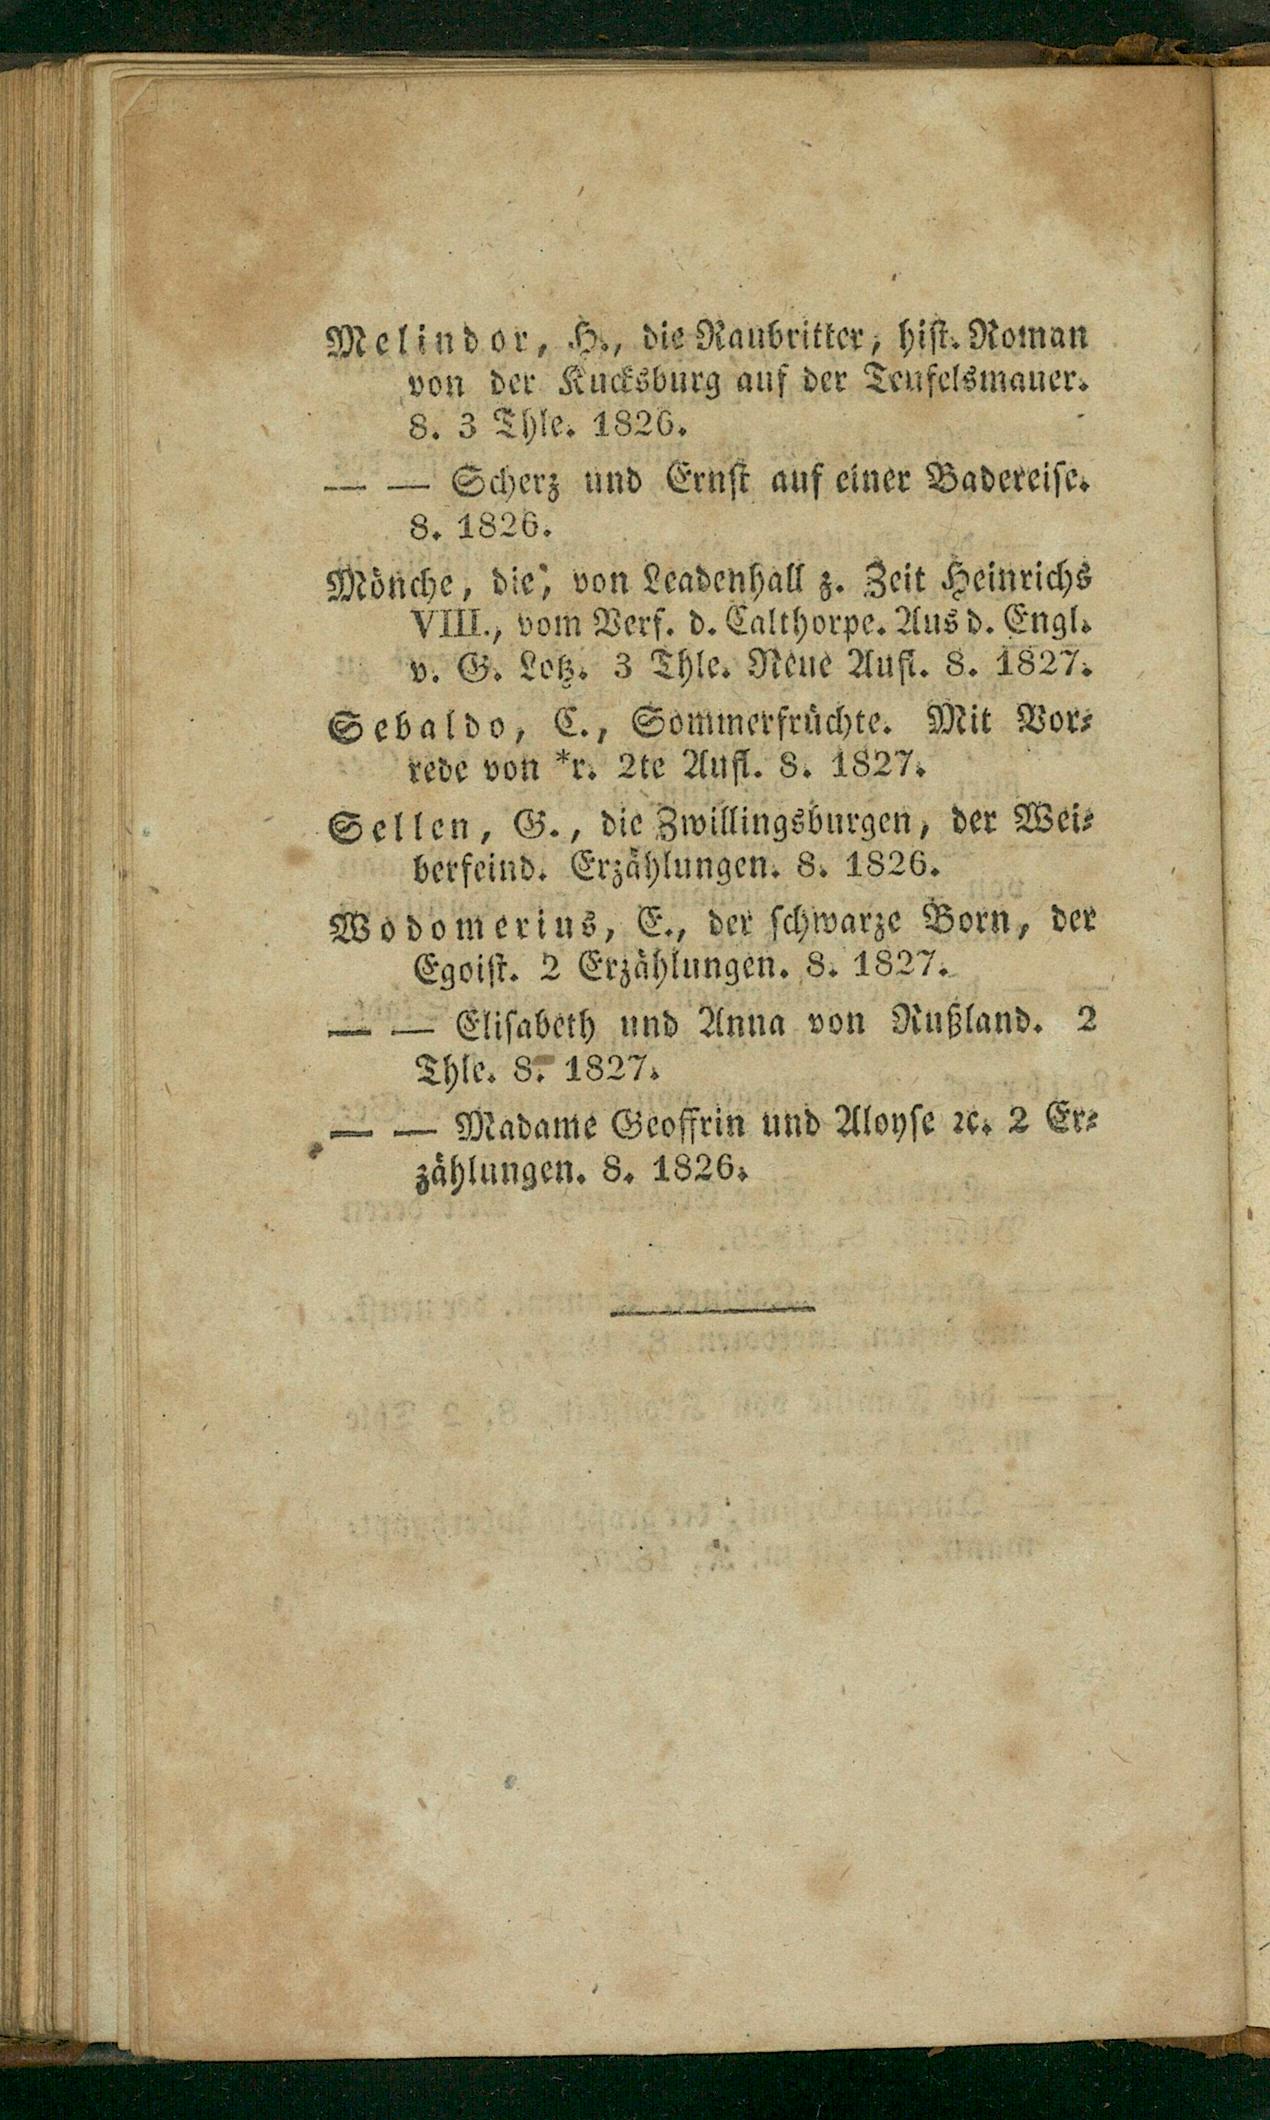 Melindor, H., die Raubritter, hist. Roman
von der Kucksburg auf der Teufelsmauer.
8. 3 Thle. 1826.
— — Scherz und Ernst auf einer Badereise.
8. 1826.
Mönche, die, von Leadenhall z. Zeit Heinrichs
VIII., vom Verf. d. Calthorpe. Aus d. Engl.
v. G. Lotz. 3 Thle. Neue Aufl. 8. 1827.
Sebaldo, C., Sommerfrüchte. Mit Vor-
rede von *r. 2te Aufl. 8. 1827.
Sellen, G., die Zwillingsburgen, der Wei-
berfeind. Erzählungen. 8. 1826.
Wodomerius, E., der schwarze Born, der
Egoist. 2 Erzählungen. 8. 1827.
— — Elisabeth und Anna von Rußland. 2
Thle. 8. 1827.
— — Madame Geoffrin und Aloyse ꝛc. 2 Er-
zählungen. 8. 1826.